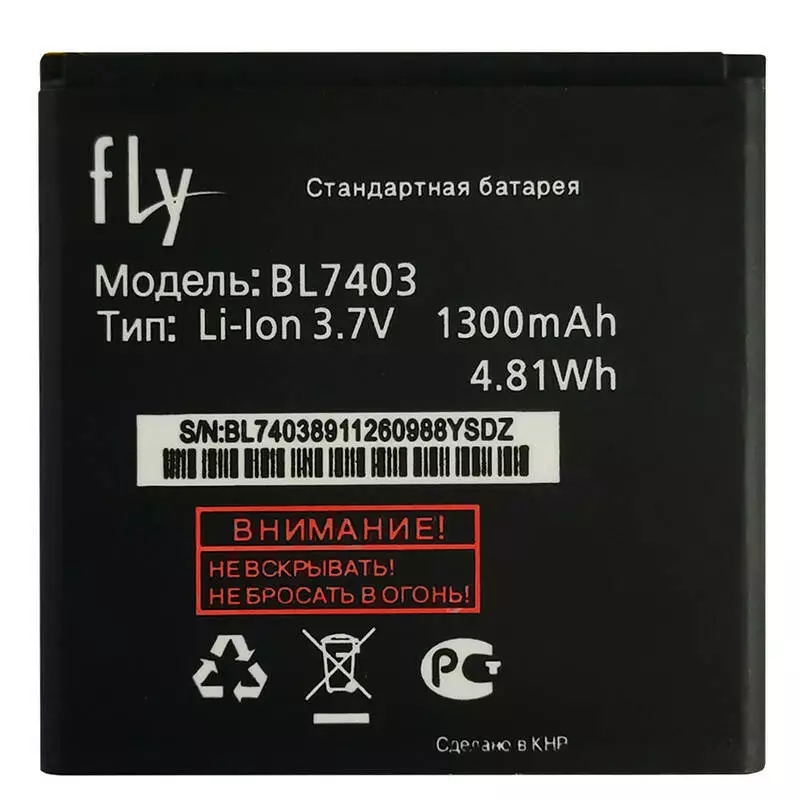 fly
Стандартная батарея
Модель: BL7403
Тип: Li-Ion 3.7V 1300mAh
4.81Wh
S/N:BL74038911260988YSDZ
ВНИМАНИЕ!
НЕ ВСКРЫВАТЬ!
НЕ БРОСАТЬ В ОГОНЬ!
РСТ
Сделано в КНР